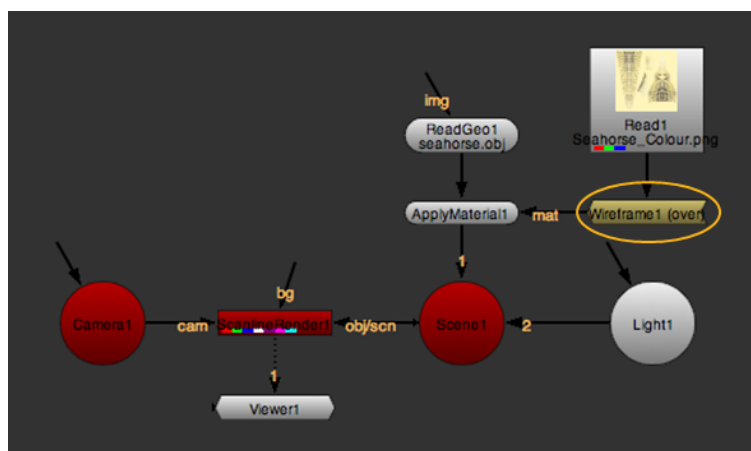 img
ReadGeo1
seahorse.obj
Read1
Seahorse_Colour.png
ApplyMaterial1
mat
Wireframe1 (over)
1
bg
Camera1
cam
ScanlineRender1
obj/scn
Scene1
2
Light1
1
Viewer1